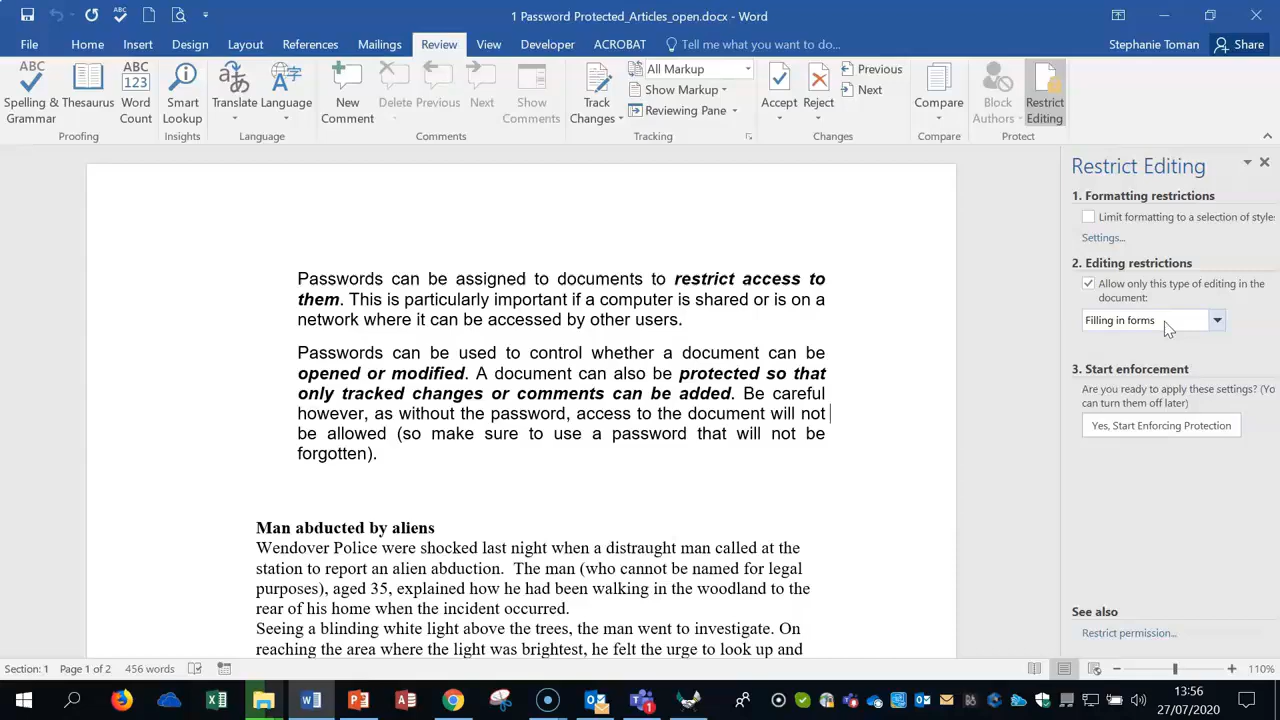 1 Password Protected_Articles_open.docx - Word
File Home Insert Design Layout References Mailings Review View Developer ACROBAT Tell me what you want to do... Stephanie Toman Share
ABC Spelling & Grammar
Thesaurus
ABC 123 Word Count
Smart Lookup
Translate
Language
New Comment
Delete
Previous
Next
Show Comments
Track Changes
All Markup
Show Markup
Reviewing Pane
Accept
Reject
Previous
Next
Compare
Block Authors
Restrict Editing
Proofing Insights Language Comments Tracking Changes Compare Protect
Passwords can be assigned to documents to restrict access to
them. This is particularly important if a computer is shared or is on a
network where it can be accessed by other users.
Passwords can be used to control whether a document can be
opened or modified. A document can also be protected so that
only tracked changes or comments can be added. Be careful
however, as without the password, access to the document will not
be allowed (so make sure to use a password that will not be
forgotten).
Man abducted by aliens
Wendover Police were shocked last night when a distraught man called at the
station to report an alien abduction. The man (who cannot be named for legal
purposes), aged 35, explained how he had been walking in the woodland to the
rear of his home when the incident occurred.
Seeing a blinding white light above the trees, the man went to investigate. On
reaching the area where the light was brightest, he felt the urge to look up and
Restrict Editing
1. Formatting restrictions
Limit formatting to a selection of style
Settings...
2. Editing restrictions
Allow only this type of editing in the
document:
Filling in forms
3. Start enforcement
Are you ready to apply these settings? (Yo
can turn them off later)
Yes, Start Enforcing Protection
See also
Restrict permission...
Section: 1 Page 1 of 2 456 words 110%
13:56
27/07/2020